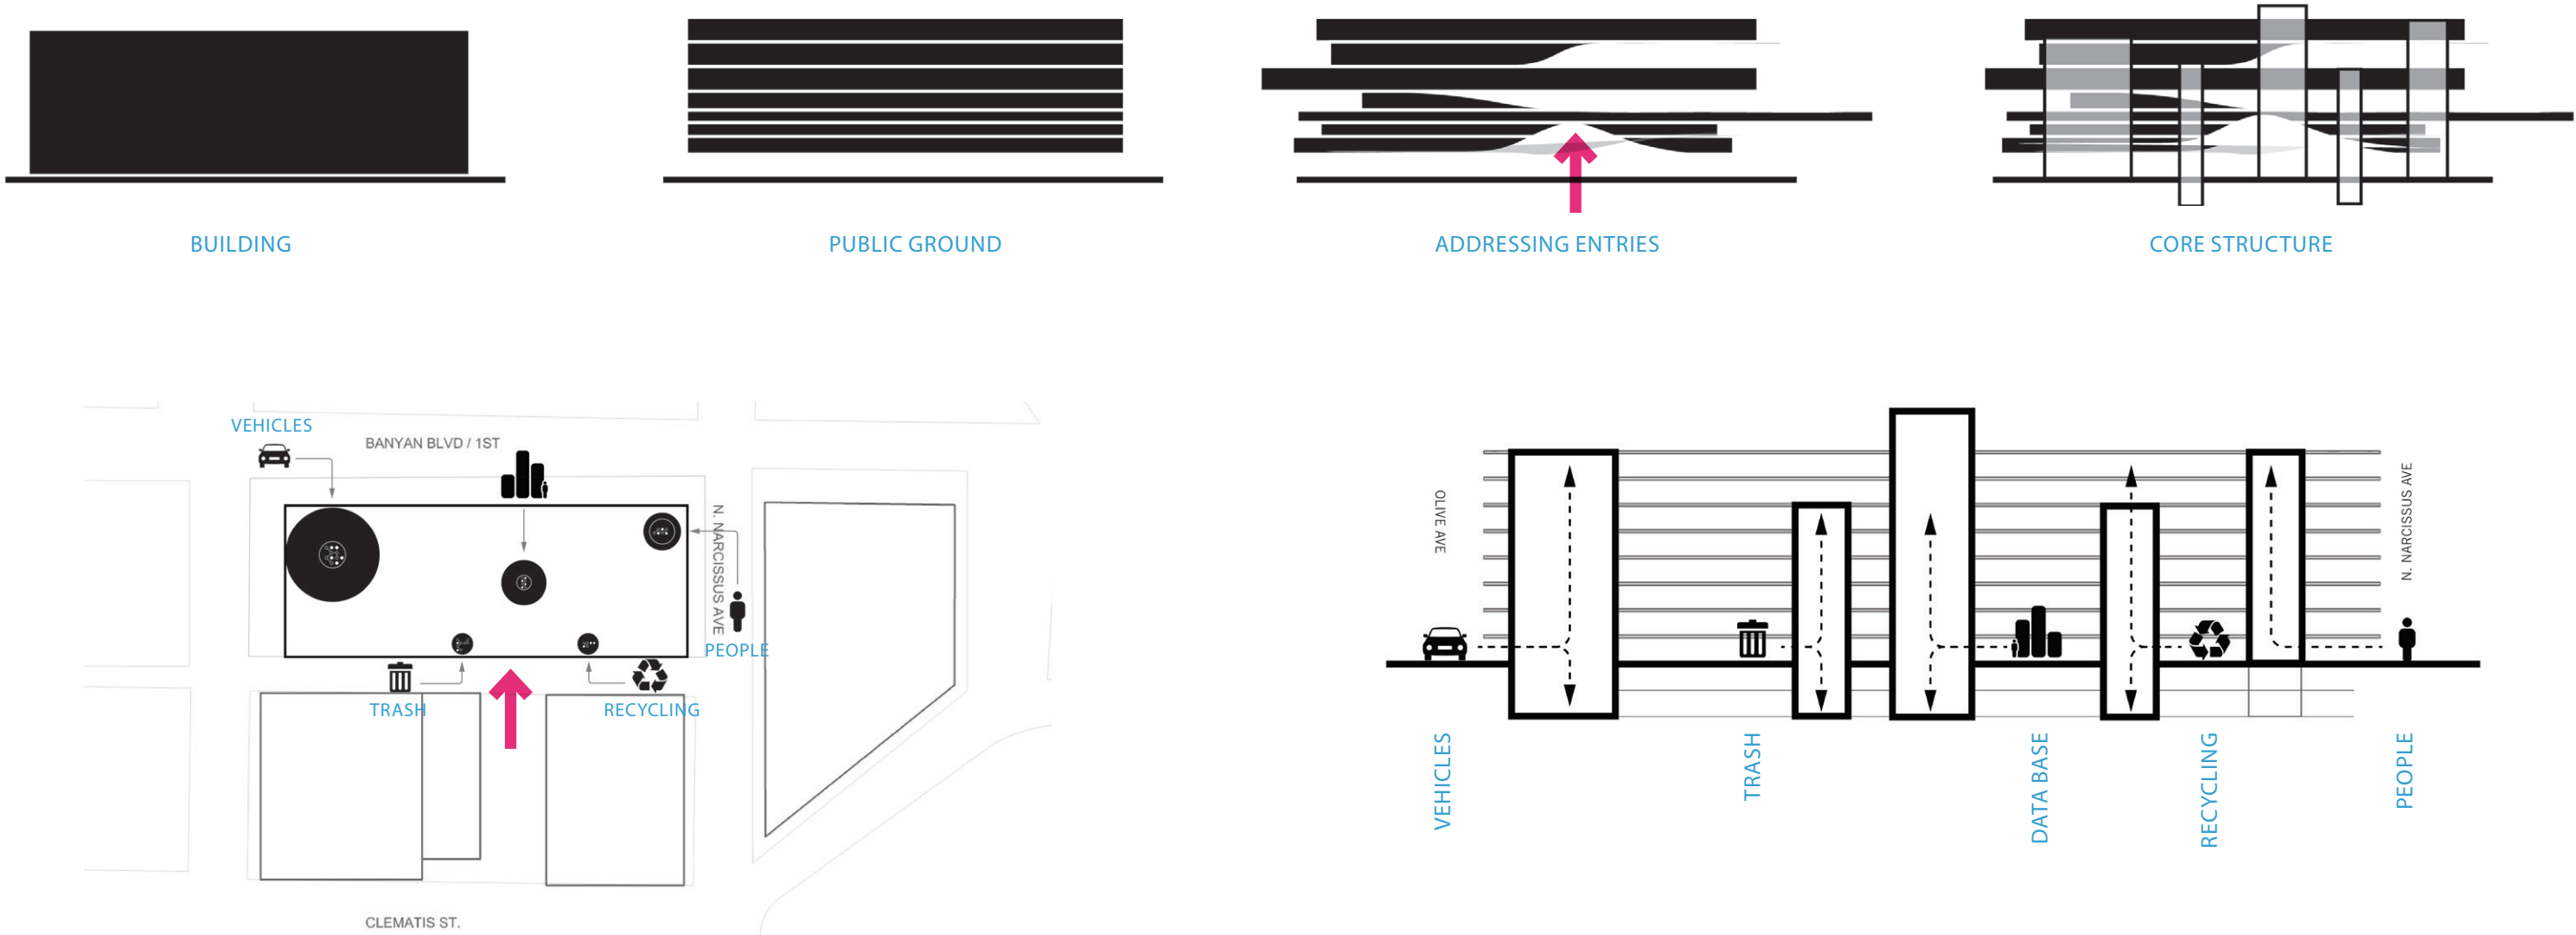 BUILDING
PUBLIC GROUND
ADDRESSING ENTRIES
CORE STRUCTURE
VEHICLES
BANYAN BLVD / 1ST
N. NARCISSUS AVE
PEOPLE
TRASH
RECYCLING
CLEMATIS ST.
OLIVE AVE
N. NARCISSUS AVE
VEHICLES
TRASH
DATA BASE
RECYCLING
PEOPLE